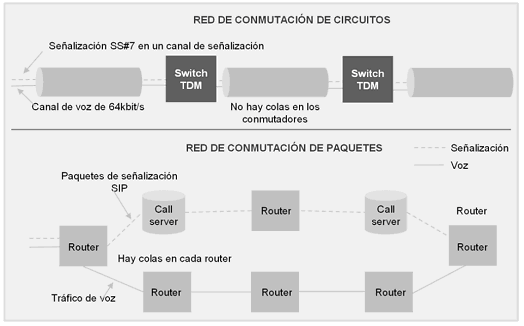 RED DE CONMUTACIÓN DE CIRCUITOS
Señalización SS#7 en un canal de señalización
Switch
TDM
Switch
TDM
Canal de voz de 64kbit/s
No hay colas en los
conmutadores
RED DE CONMUTACIÓN DE PAQUETES
Señalización
Voz
Paquetes de señalización
SIP
Call
server
Router
Call
server
Router
Router
Router
Hay colas en cada router
Tráfico de voz
Router
Router
Router